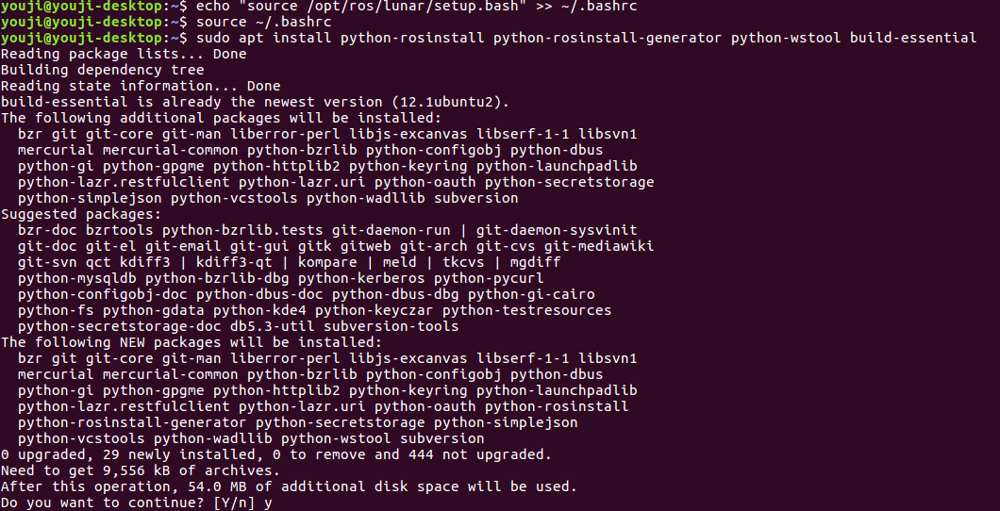 youji@youji-desktop:~$ echo "source /opt/ros/lunar/setup.bash" >> ~/.bashrc
youji@youji-desktop:~$ source ~/.bashrc
youji@youji-desktop:~$ sudo apt install python-rosinstall python-rosinstall-generator python-wstool build-essential
Reading package lists... Done
Building dependency tree
Reading state information... Done
build-essential is already the newest version (12.1ubuntu2).
The following additional packages will be installed:
  bzr git git-core git-man liberror-perl libjs-excanvas libserf-1-1 libsvn1
  mercurial mercurial-common python-bzrlib python-configobj python-dbus
  python-gi python-gpgme python-httplib2 python-keyring python-launchpadlib
  python-lazr.restfulclient python-lazr.uri python-oauth python-secretstorage
  python-simplejson python-vcstools python-wadllib subversion
Suggested packages:
  bzr-doc bzrtools python-bzrlib.tests git-daemon-run | git-daemon-sysvinit
  git-doc git-el git-email git-gui gitk gitweb git-arch git-cvs git-mediawiki
  git-svn qct kdiff3 | kdiff3-qt | kompare | meld | tkcvs | mgdiff
  python-mysqldb python-bzrlib-dbg python-kerberos python-pycurl
  python-configobj-doc python-dbus-doc python-dbus-dbg python-gi-cairo
  python-fs python-gdata python-kde4 python-keyczar python-testresources
  python-secretstorage-doc db5.3-util subversion-tools
The following NEW packages will be installed:
  bzr git git-core git-man liberror-perl libjs-excanvas libserf-1-1 libsvn1
  mercurial mercurial-common python-bzrlib python-configobj python-dbus
  python-gi python-gpgme python-httplib2 python-keyring python-launchpadlib
  python-lazr.restfulclient python-lazr.uri python-oauth python-rosinstall
  python-rosinstall-generator python-secretstorage python-simplejson
  python-vcstools python-wadllib python-wstool subversion
0 upgraded, 29 newly installed, 0 to remove and 444 not upgraded.
Need to get 9,556 kB of archives.
After this operation, 54.0 MB of additional disk space will be used.
Do you want to continue? [Y/n] y